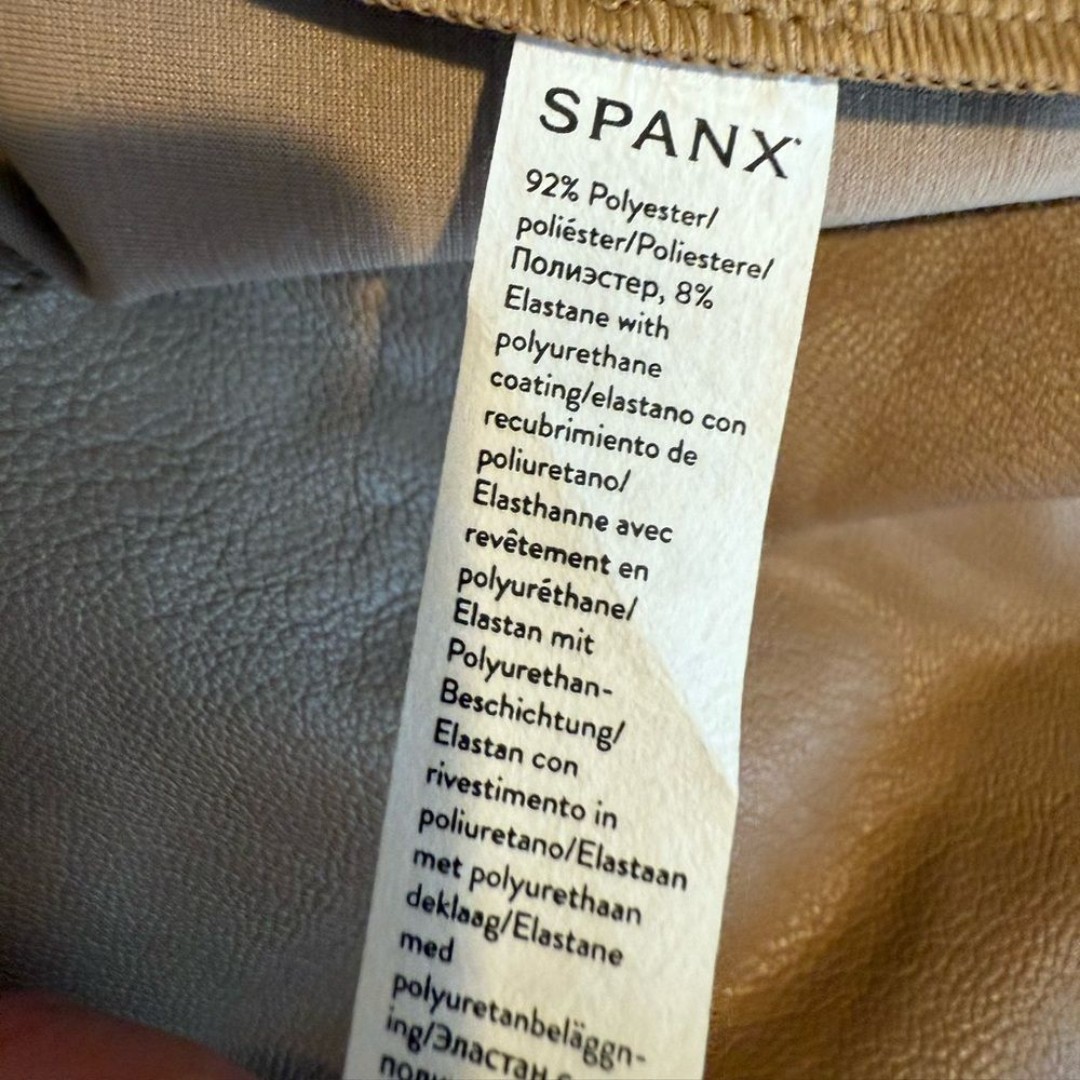 SPANX
92% Polyester/
poliéster/Poliestere/
Полиэстер, 8%
Elastane with
polyurethane
coating/elastano con
recubrimiento de
poliuretano/
Elasthanne avec
revêtement en
polyuréthane/
Elastan mit
Polyurethan-
Beschichtung/
Elastan con
rivestimento in
poliuretano/Elastaan
met polyurethaan
deklaag/Elastane
med
polyuretanbeläggn-
ing/Эластан с